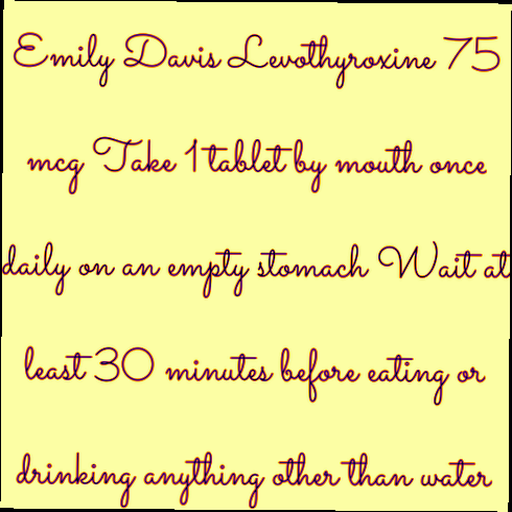 Emily Davis Levothyroxine 75
mcg Take 1 tablet by mouth once
daily on an empty stomach Wait at
least 30 minutes before eating or
drinking anything other than water